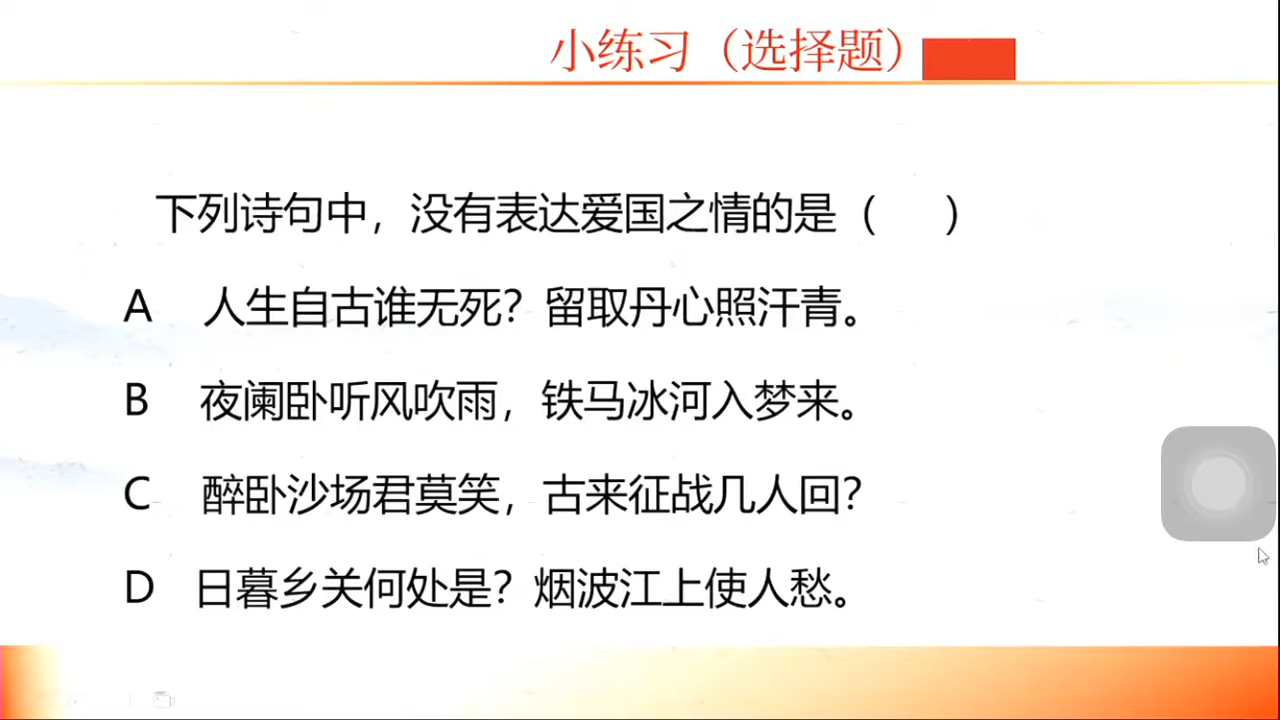 小练习（选择题）
下列诗句中，没有表达爱国之情的是（ ）
A 人生自古谁无死？留取丹心照汗青。
B 夜阑卧听风吹雨，铁马冰河入梦来。
C 醉卧沙场君莫笑，古来征战几人回？
D 日暮乡关何处是？烟波江上使人愁。